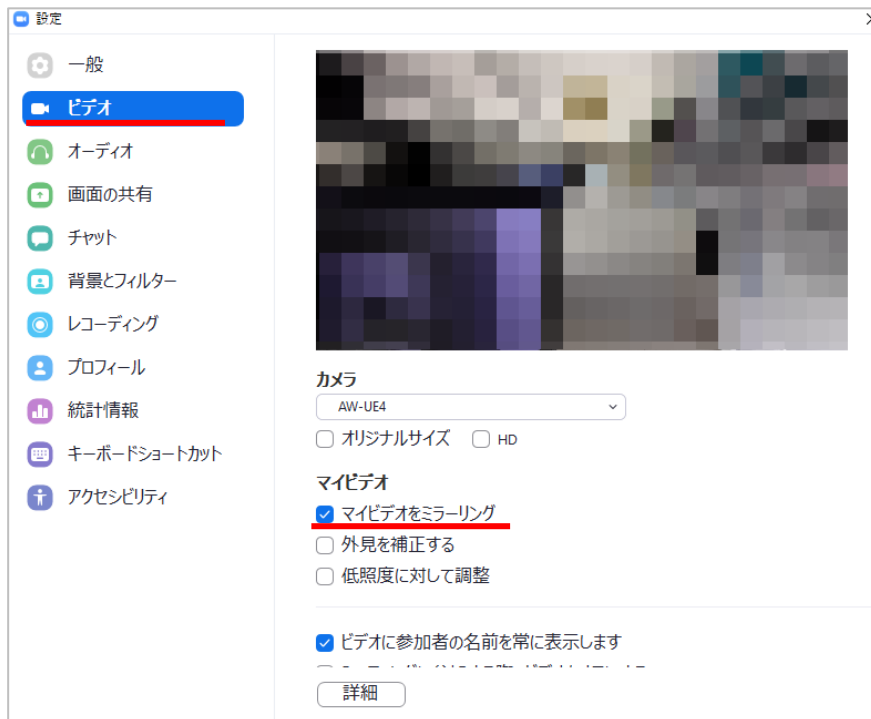 設定
一般
ビデオ
オーディオ
画面の共有
チャット
背景とフィルター
レコーディング
プロフィール
統計情報
キーボードショートカット
アクセシビリティ
カメラ
AW-UE4
オリジナルサイズ HD
マイビデオ
マイビデオをミラーリング
外見を補正する
低照度に対して調整
ビデオに参加者の名前を常に表示します
詳細